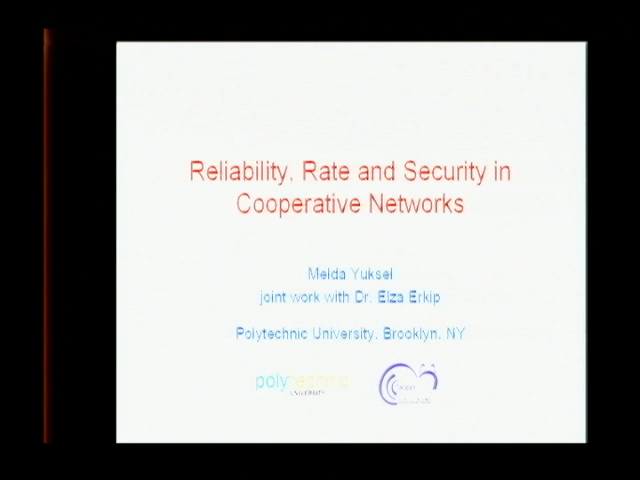 Reliability, Rate and Security in
Cooperative Networks
Melda Yuksel
joint work with Dr. Elza Erkip
Polytechnic University, Brooklyn, NY
polytechnic
UNIVERSITY